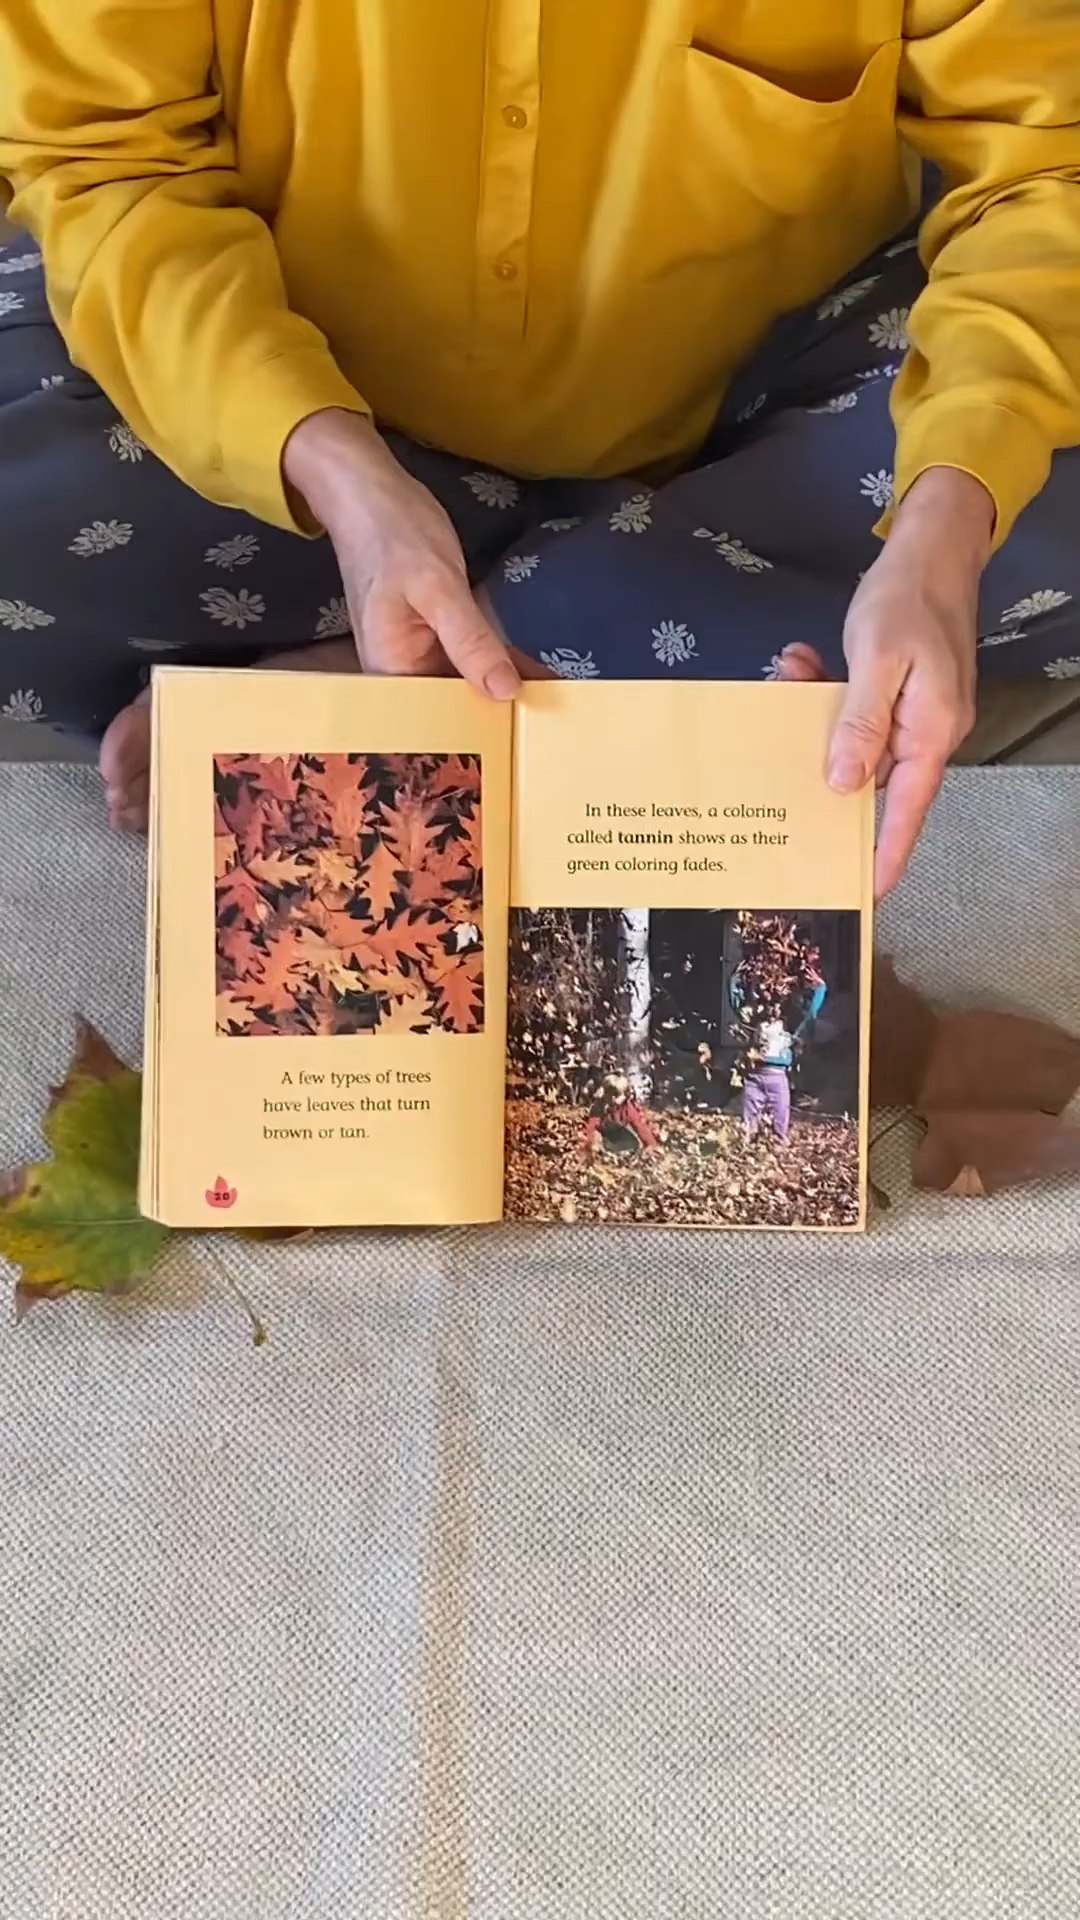 A few types of trees
have leaves that turn
brown or tan.
20
In these leaves, a coloring
called tannin shows as their
green coloring fades.